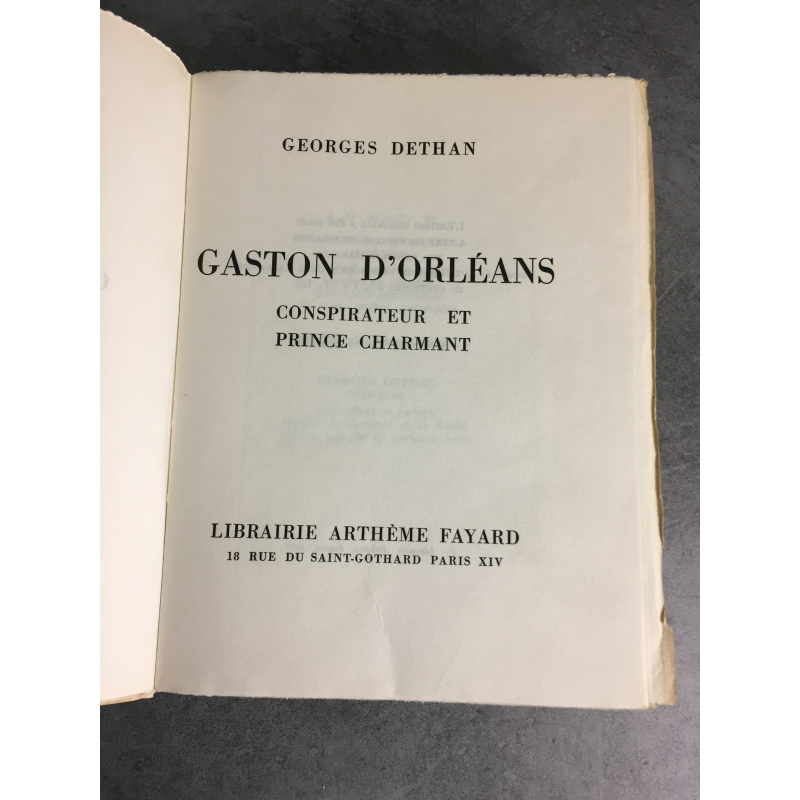 GEORGES DETHAN
GASTON D'ORLÉANS
CONSPIRATEUR ET
PRINCE CHARMANT
LIBRAIRIE ARTHÈME FAYARD
18 RUE DU SAINT-GOTHARD PARIS XIV